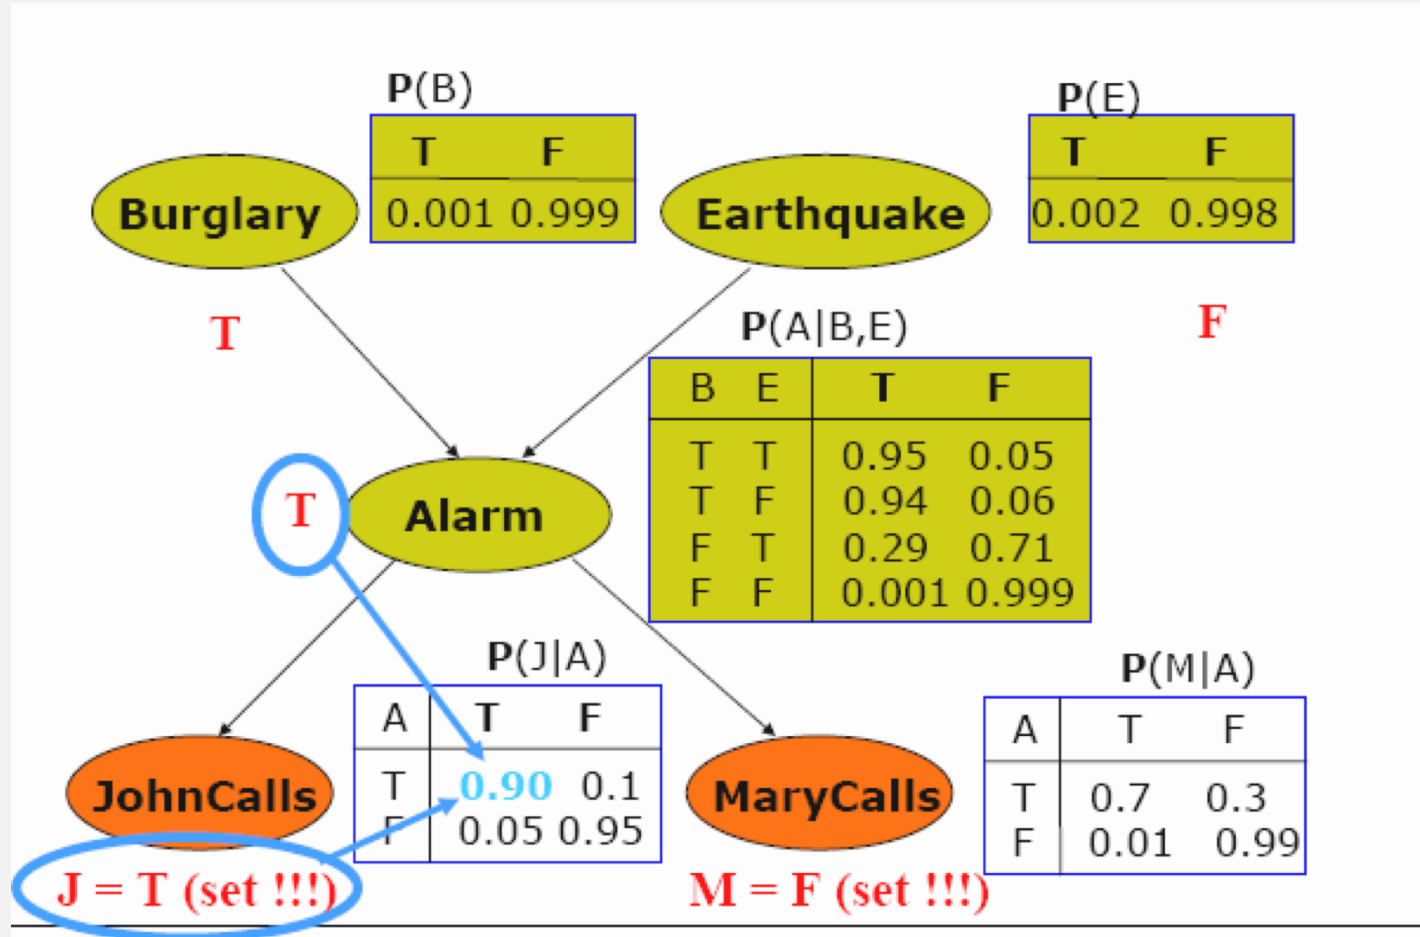 P(B)
T F
0.001 0.999
Burglary
P(E)
T F
0.002 0.998
Earthquake
T
F
P(A|B,E)
B E T F
T T 0.95 0.05
T F 0.94 0.06
F T 0.29 0.71
F F 0.001 0.999
T
Alarm
P(J|A)
A T F
T 0.90 0.1
F 0.05 0.95
JohnCalls
J = T (set !!!)
P(M|A)
A T F
T 0.7 0.3
F 0.01 0.99
MaryCalls
M = F (set !!!)